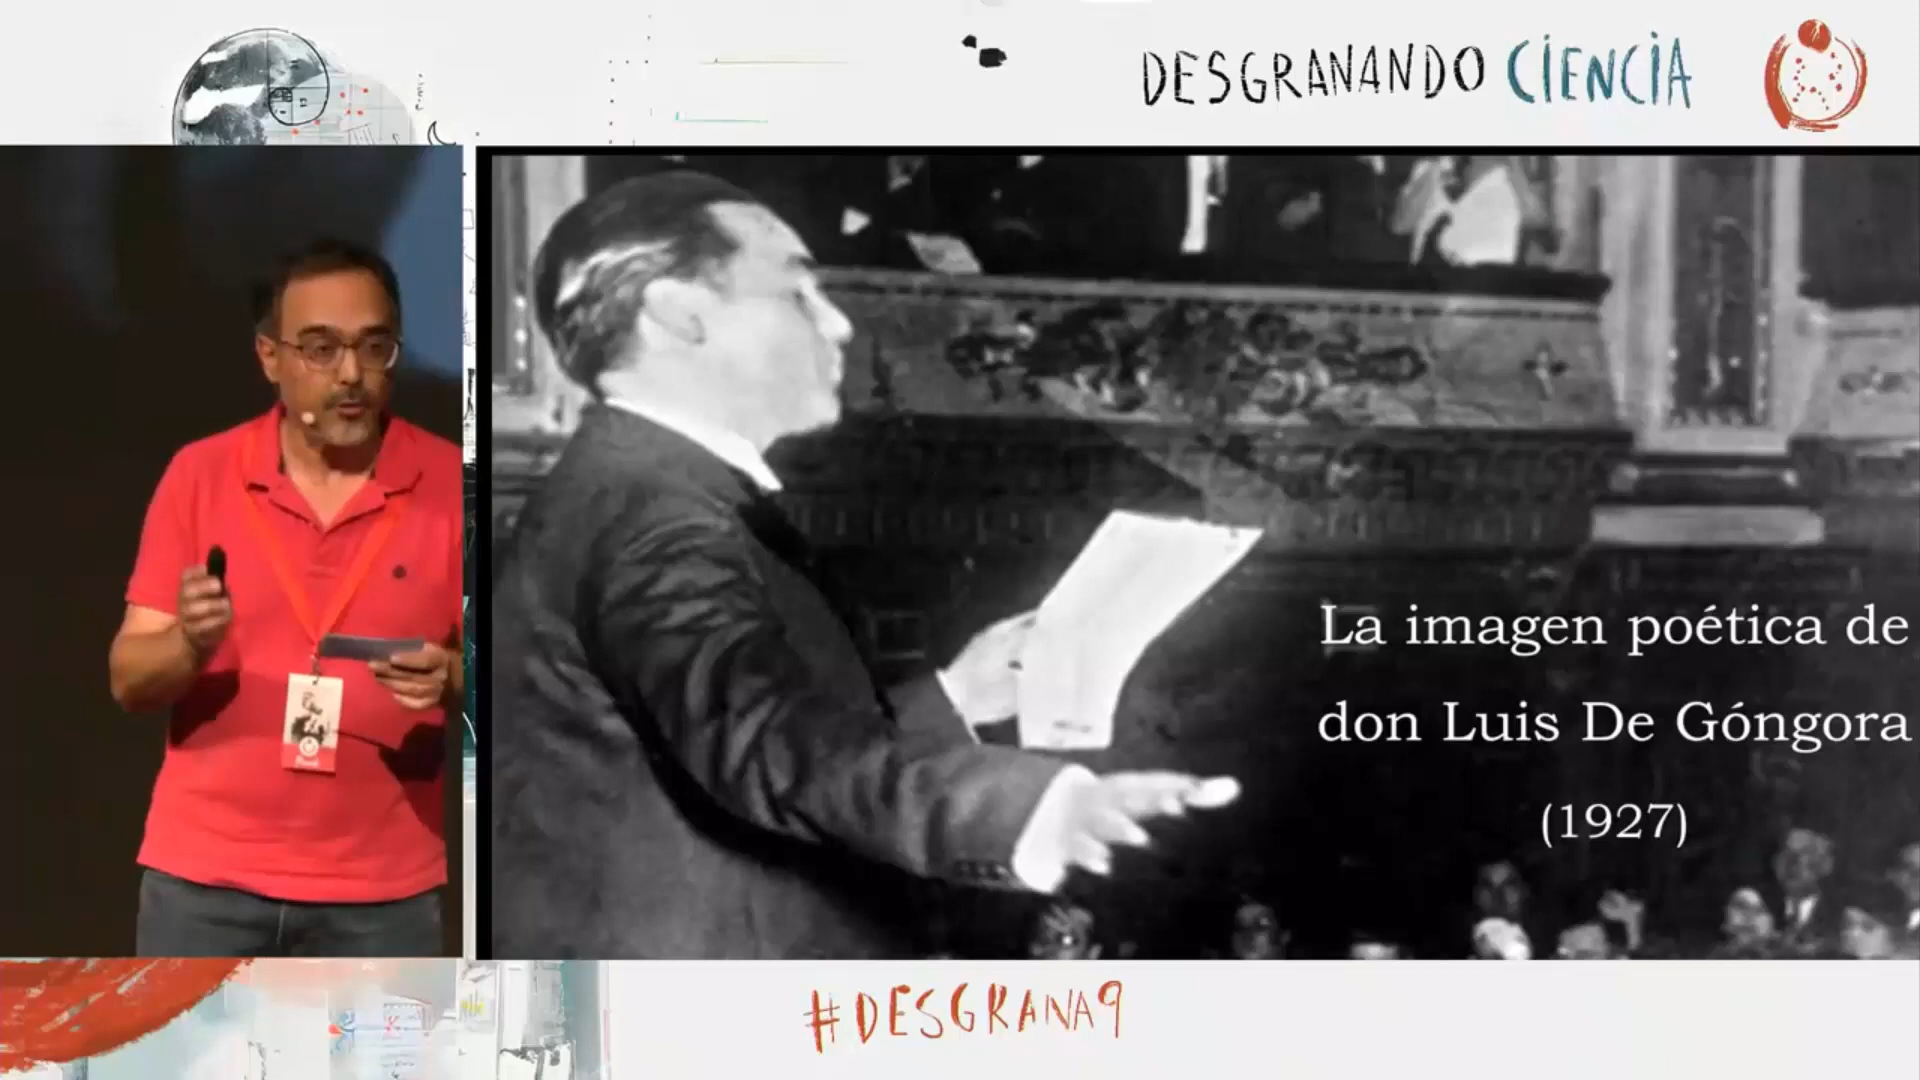 DESGRANANDO CIENCIA
La imagen poética de
don Luis De Góngora
(1927)
#DESGRANA9